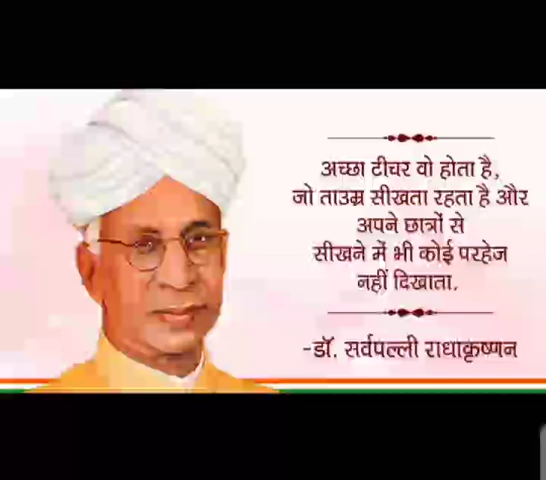 अच्छा टीचर वो होता है,
जो ताउम्र सीखता रहता है और
अपने छात्रों से
सीखने में भी कोई परहेज
नहीं दिखाता.
-डॉ. सर्वपल्ली राधाकृष्णन